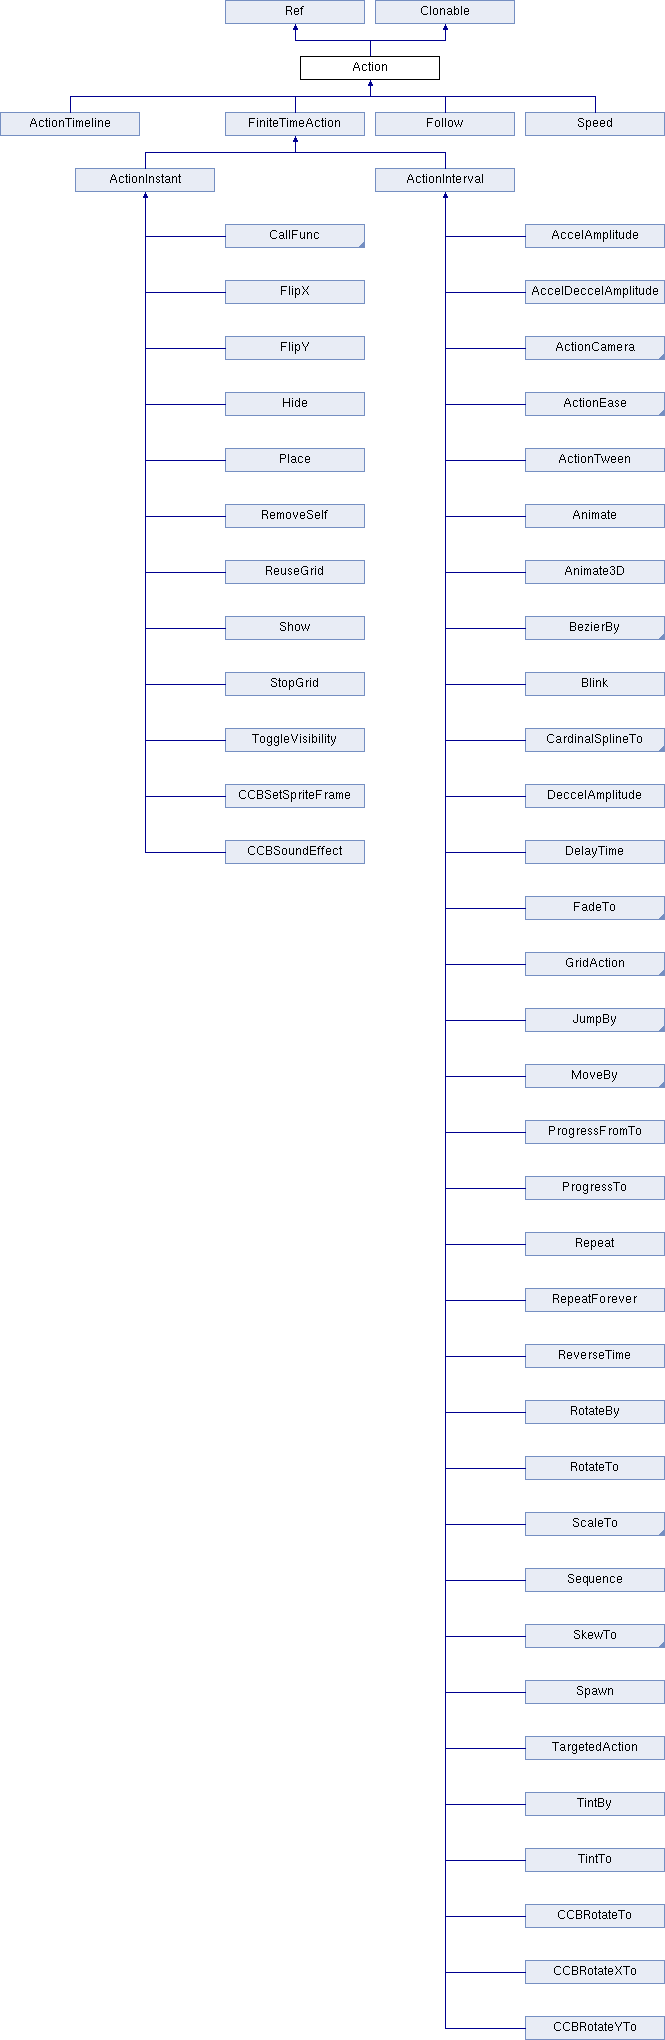 Ref
Clonable
Action
ActionTimeline
FiniteTimeAction
Follow
Speed
ActionInstant
ActionInterval
CallFunc
AccelAmplitude
FlipX
AccelDeccelAmplitude
FlipY
ActionCamera
Hide
ActionEase
Place
ActionTween
RemoveSelf
Animate
ReuseGrid
Animate3D
Show
BezierBy
StopGrid
Blink
ToggleVisibility
CardinalSplineTo
CCBSetSpriteFrame
DeccelAmplitude
CCBSoundEffect
DelayTime
FadeTo
GridAction
JumpBy
MoveBy
ProgressFromTo
ProgressTo
Repeat
RepeatForever
ReverseTime
RotateBy
RotateTo
ScaleTo
Sequence
SkewTo
Spawn
TargetedAction
TintBy
TintTo
CCBRotateTo
CCBRotateXTo
CCBRotateYTo